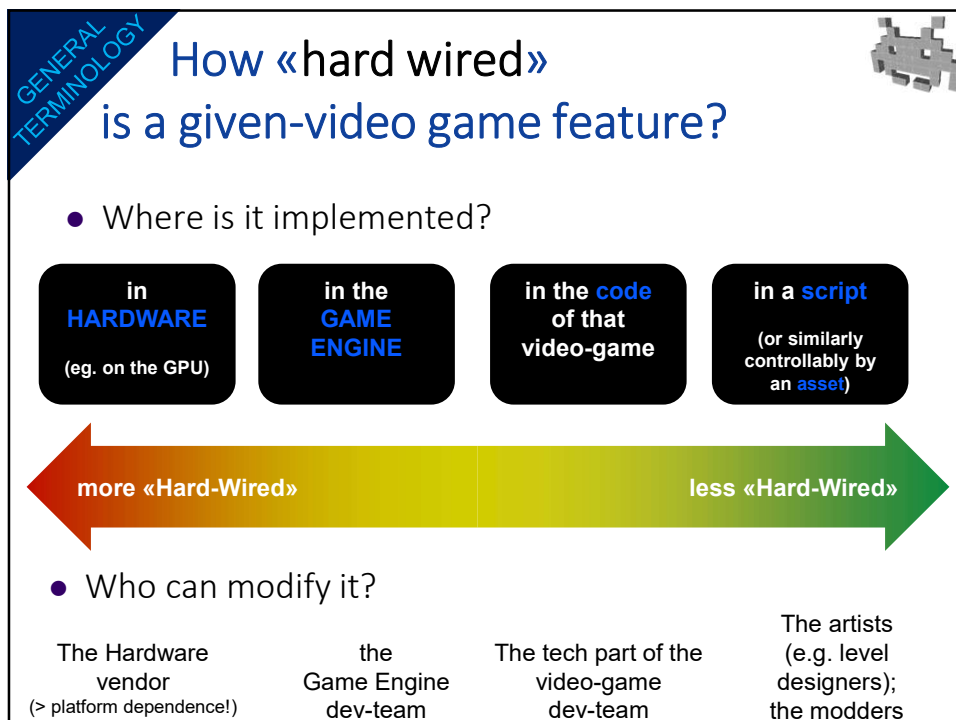 GENERAL
TERMINOLOGY
How «hard wired»
is a given-video game feature?
● Where is it implemented?
in
HARDWARE
(eg. on the GPU)
in the
GAME
ENGINE
in the code
of that
video-game
in a script
(or similarly
controllably by
an asset)
more «Hard-Wired»
less «Hard-Wired»
● Who can modify it?
The Hardware
vendor
(> platform dependence!)
the
Game Engine
dev-team
The tech part of the
video-game
dev-team
The artists
(e.g. level
designers);
the modders